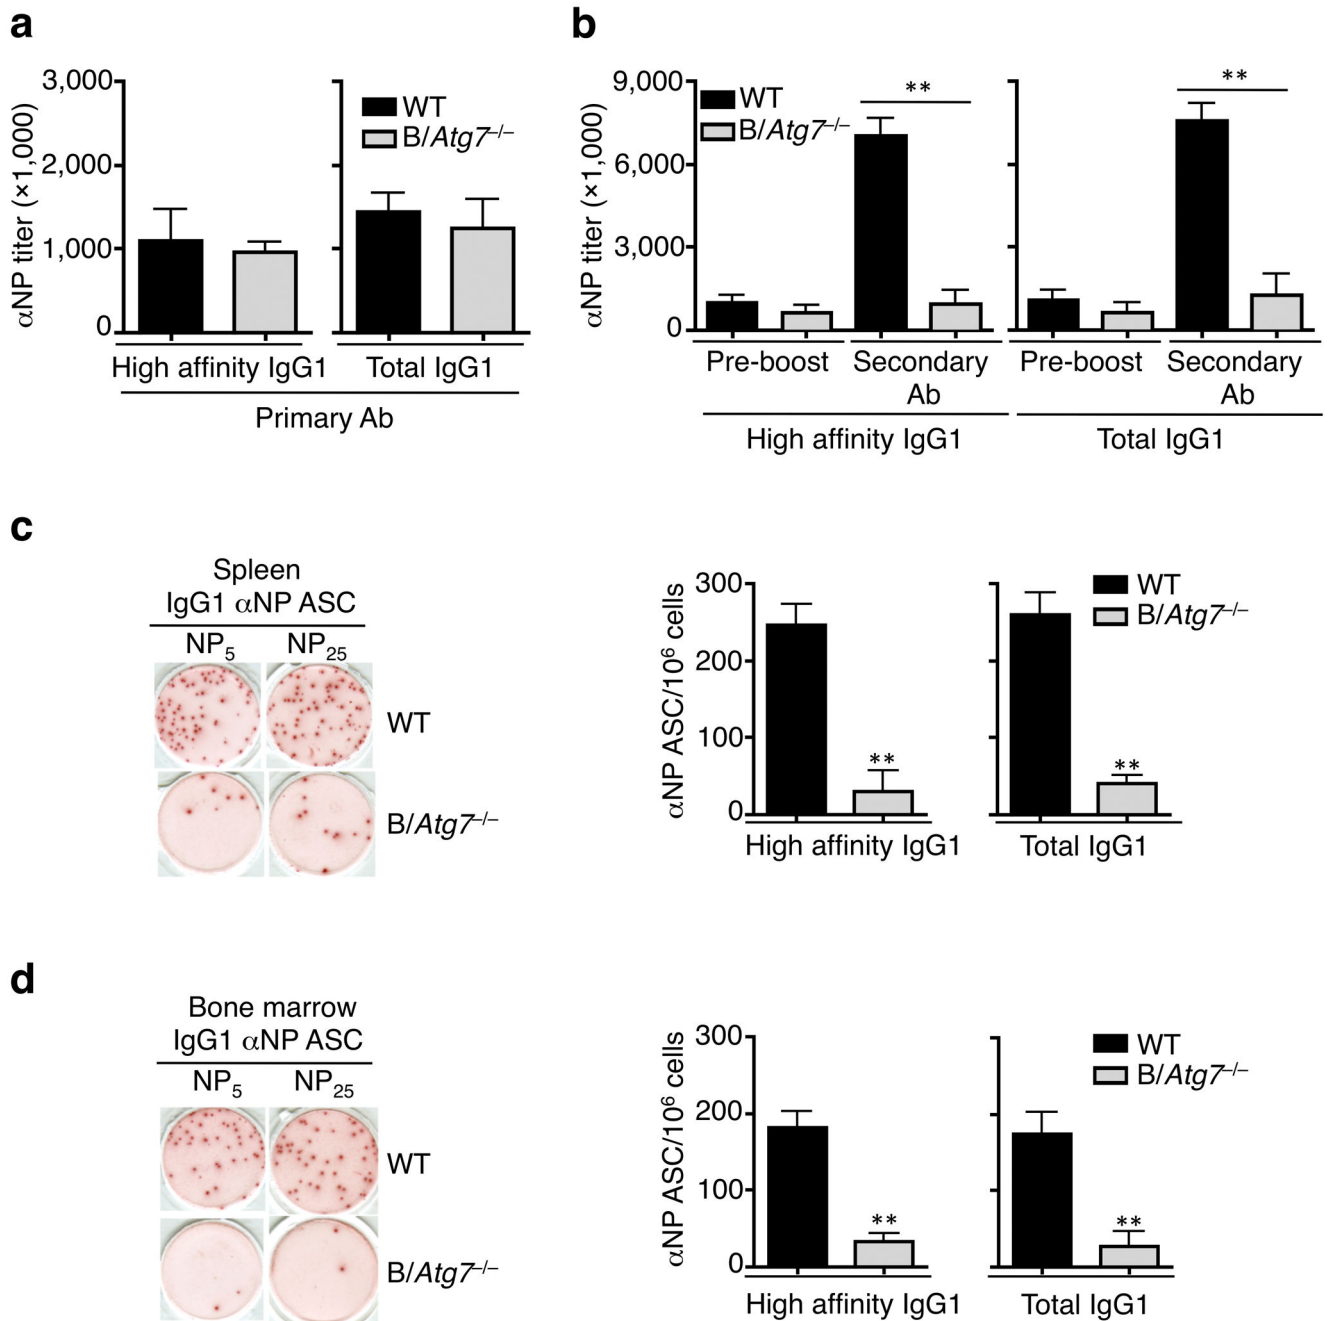 a
αNP titer (×1,000)
3,000
2,000
1,000
0
WT
B/Atg7–/–
High affinity IgG1
Total IgG1
Primary Ab
b
αNP titer (×1,000)
9,000
6,000
3,000
0
WT
B/Atg7–/–
**
**
Pre-boost
Secondary
Ab
Pre-boost
Secondary
Ab
High affinity IgG1
Total IgG1
c
Spleen
IgG1 αNP ASC
NP5 NP25
WT
B/Atg7–/–
αNP ASC/10⁶ cells
300
200
100
0
WT
B/Atg7–/–
**
**
High affinity IgG1
Total IgG1
d
Bone marrow
IgG1 αNP ASC
NP5 NP25
WT
B/Atg7–/–
αNP ASC/10⁶ cells
300
200
100
0
WT
B/Atg7–/–
**
**
High affinity IgG1
Total IgG1